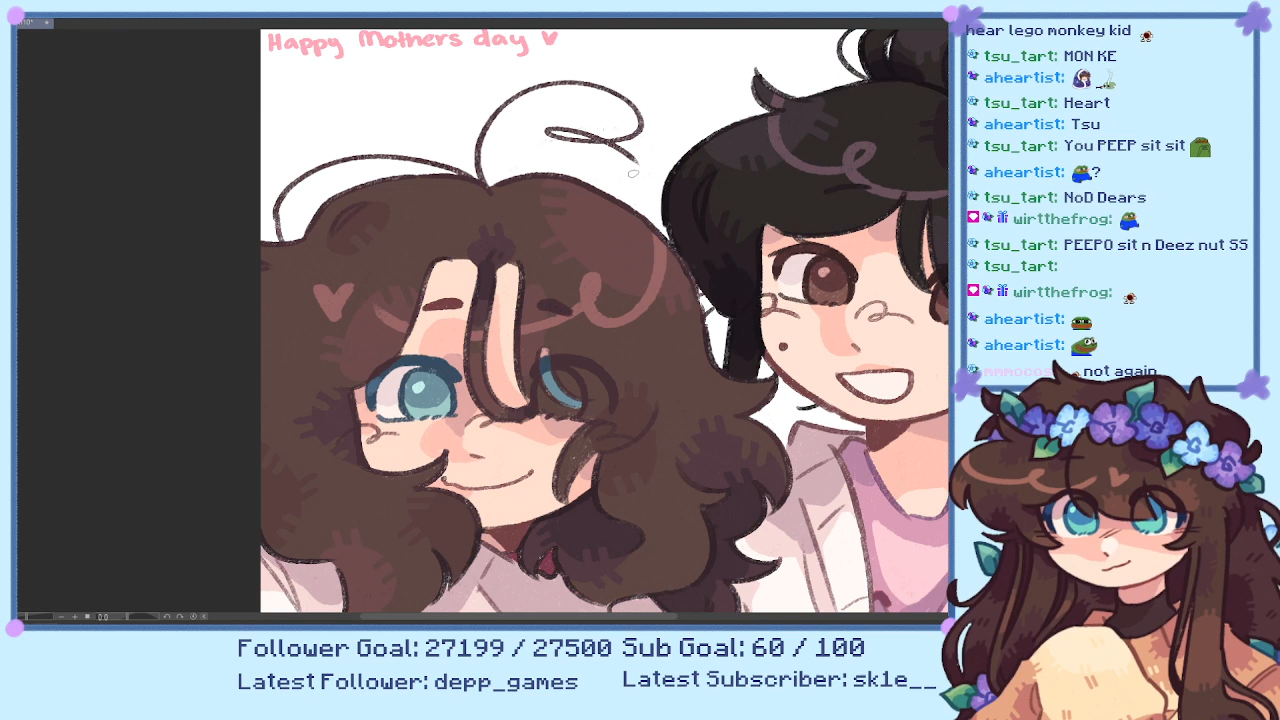 Happy Mothers day ♥
hear lego monkey kid
tsu_tart: MON KE
aheartist:
tsu_tart: Heart
aheartist: Tsu
tsu_tart: You PEEP sit sit
aheartist: ?
tsu_tart: NoD Dears
wirtthefrog:
tsu_tart: PEEPO sit n Deez nut SS
tsu_tart:
wirtthefrog:
aheartist:
aheartist:
not again
Follower Goal: 27199 / 27500 Sub Goal: 60 / 100
Latest Follower: depp_games
Latest Subscriber: sk1e__